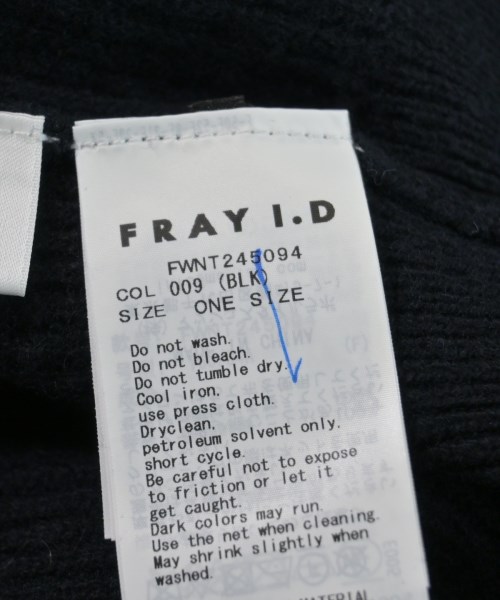 FRAY I.D
FWNT245094
COL 009 (BLK)
SIZE ONE SIZE
Do not wash.
Do not bleach.
Do not tumble dry.
Cool iron.
use press cloth.
Dryclean,
petroleum solvent only.
short cycle.
Be careful not to expose
to friction or let it
get caught.
Dark colors may run.
Use the net when cleaning.
May shrink slightly when
washed.
MATERIAL